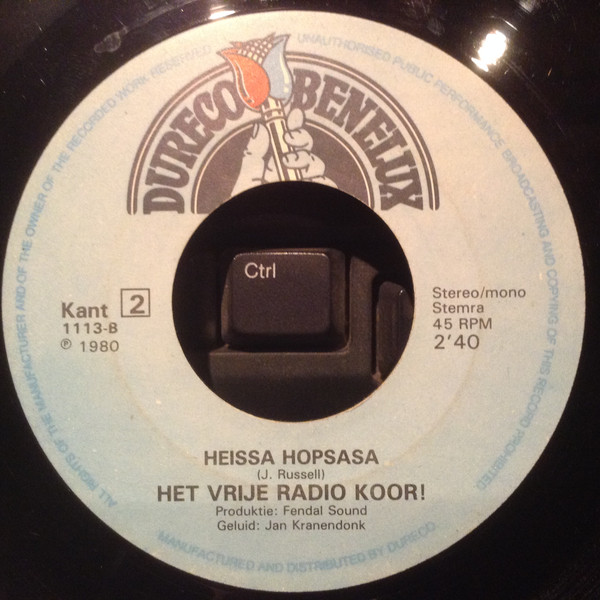 ALL RIGHTS OF THE MANUFACTURER AND OF THE OWNER OF THE RECORDED WORK RESERVED
UNAUTHORISED PUBLIC PERFORMANCE BROADCASTING AND COPYING OF THIS RECORD PROHIBITED
DURECO BENELUX
Ctrl
Kant 2
1113-B
℗ 1980
Stereo/mono
Stemra
45 RPM
2'40
HEISSA HOPSASA
(J. Russell)
HET VRIJE RADIO KOOR!
Produktie: Fendal Sound
Geluid: Jan Kranendonk
MANUFACTURED AND DISTRIBUTED BY DURECO